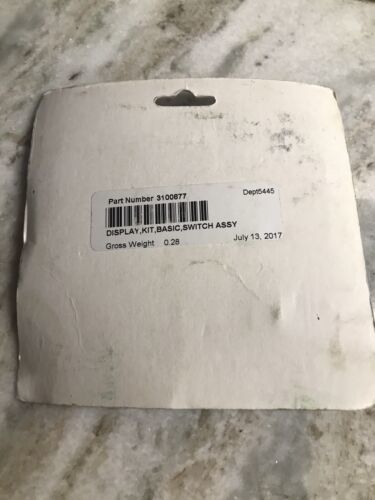 Part Number 3100677 Dept5445
DISPLAY,KIT,BASIC,SWITCH ASSY
Gross Weight 0.28 July 13, 2017